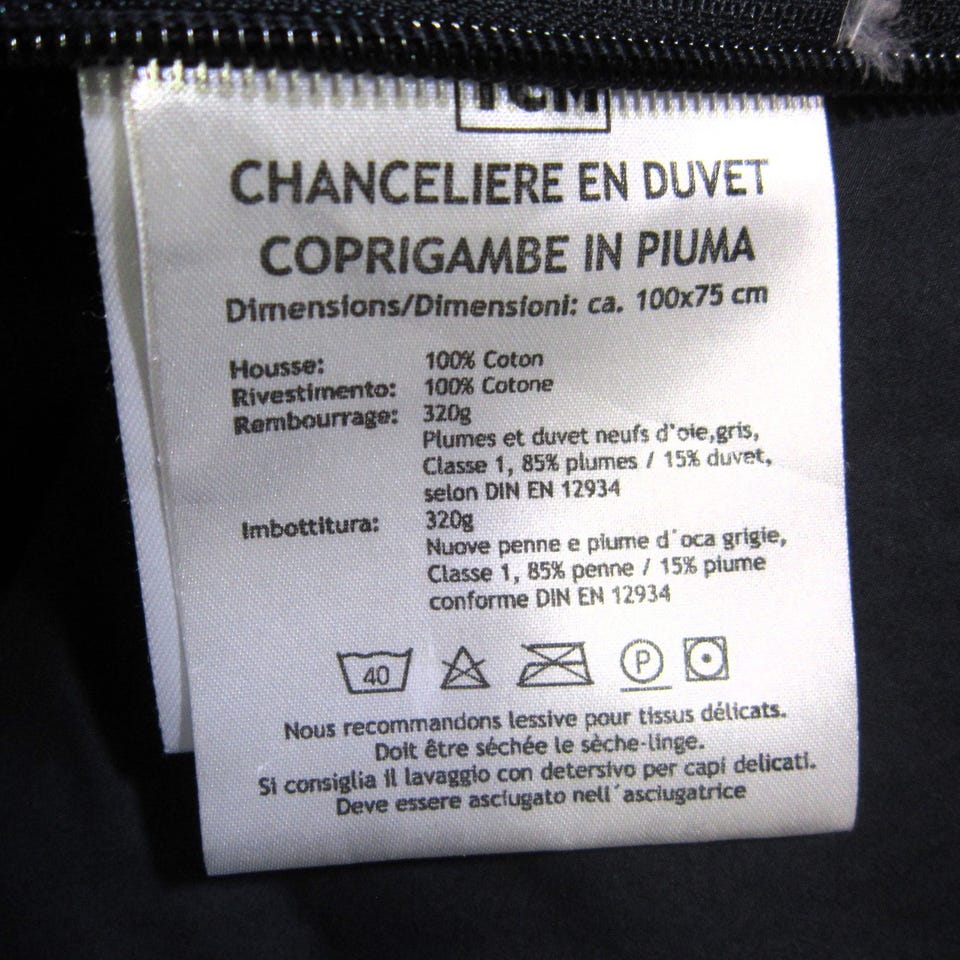 TCM
CHANCELIERE EN DUVET
COPRIGAMBE IN PIUMA
Dimensions/Dimensioni: ca. 100x75 cm
Housse: 100% Coton
Rivestimento: 100% Cotone
Rembourrage: 320g
Plumes et duvet neufs d'oie,gris,
Classe 1, 85% plumes / 15% duvet,
selon DIN EN 12934
Imbottitura: 320g
Nuove penne e piume d'oca grigie,
Classe 1, 85% penne / 15% piume
conforme DIN EN 12934
40 P
Nous recommandons lessive pour tissus délicats.
Doit être séchée le sèche-linge.
Si consiglia il lavaggio con detersivo per capi delicati.
Deve essere asciugato nell'asciugatrice